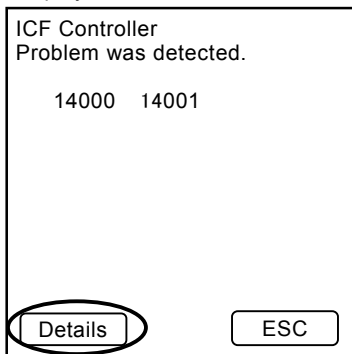 ICF Controller
Problem was detected.
14000 14001
Details ESC